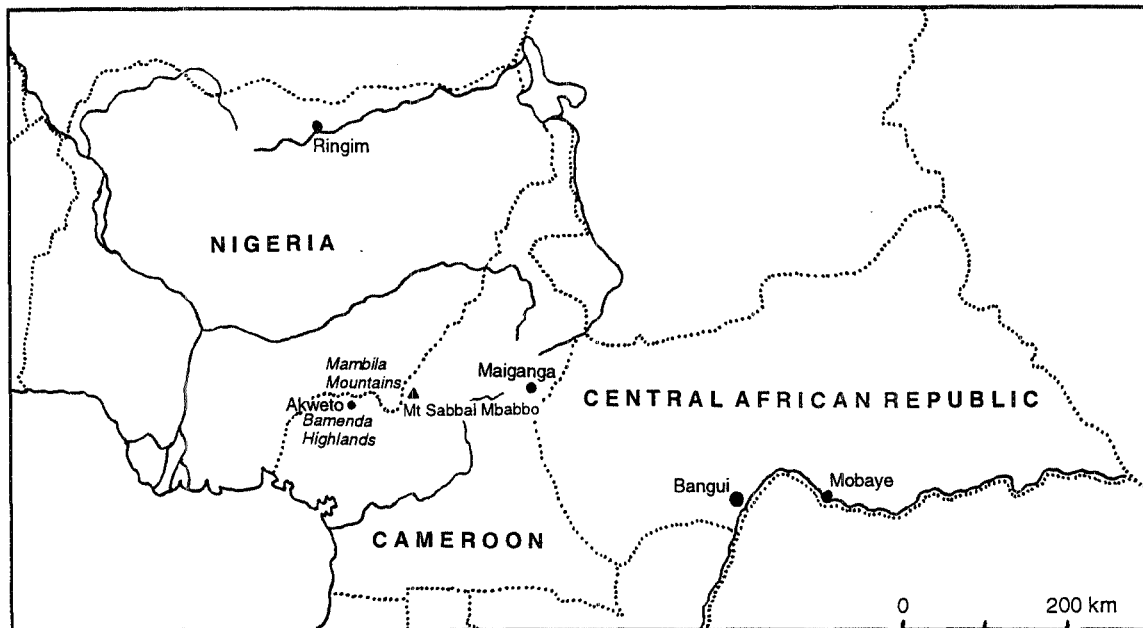 Ringim
NIGERIA
Mambila
Mountains
Maiganga
Akweto
Mt Sabbai Mbabbo
CENTRAL AFRICAN REPUBLIC
Bamenda
Highlands
Bangui
Mobaye
CAMEROON
0 200 km